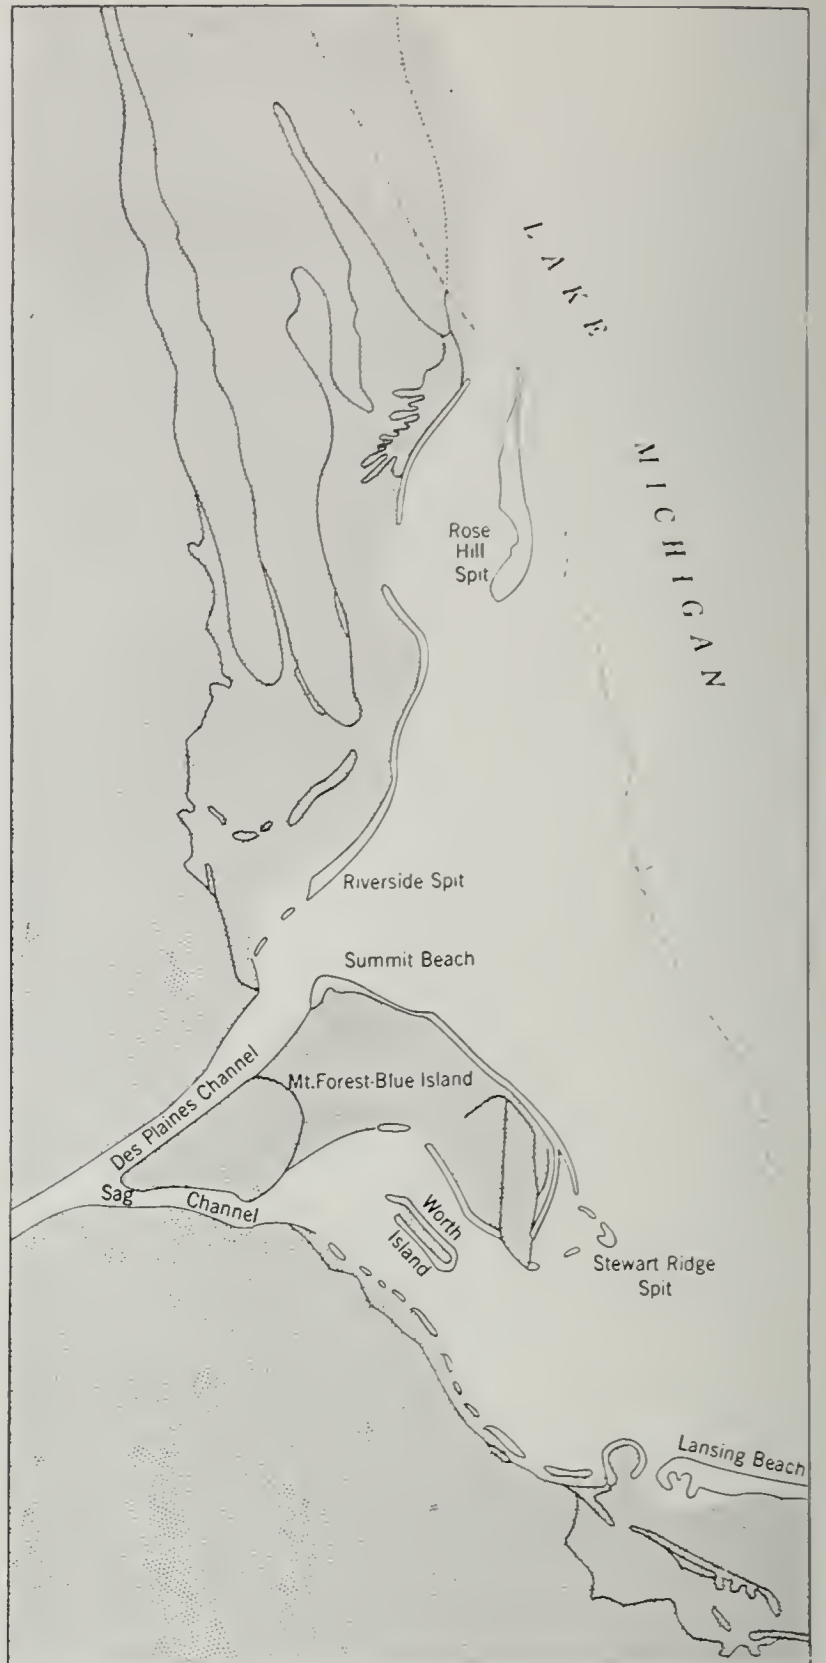 LAKE
MICHIGAN
Rose
Hill
Spit
Riverside Spit
Summit Beach
Des Plaines Channel
Mt.Forest-Blue Island
Sag Channel
Worth
Island
Stewart Ridge
Spit
Lansing Beach